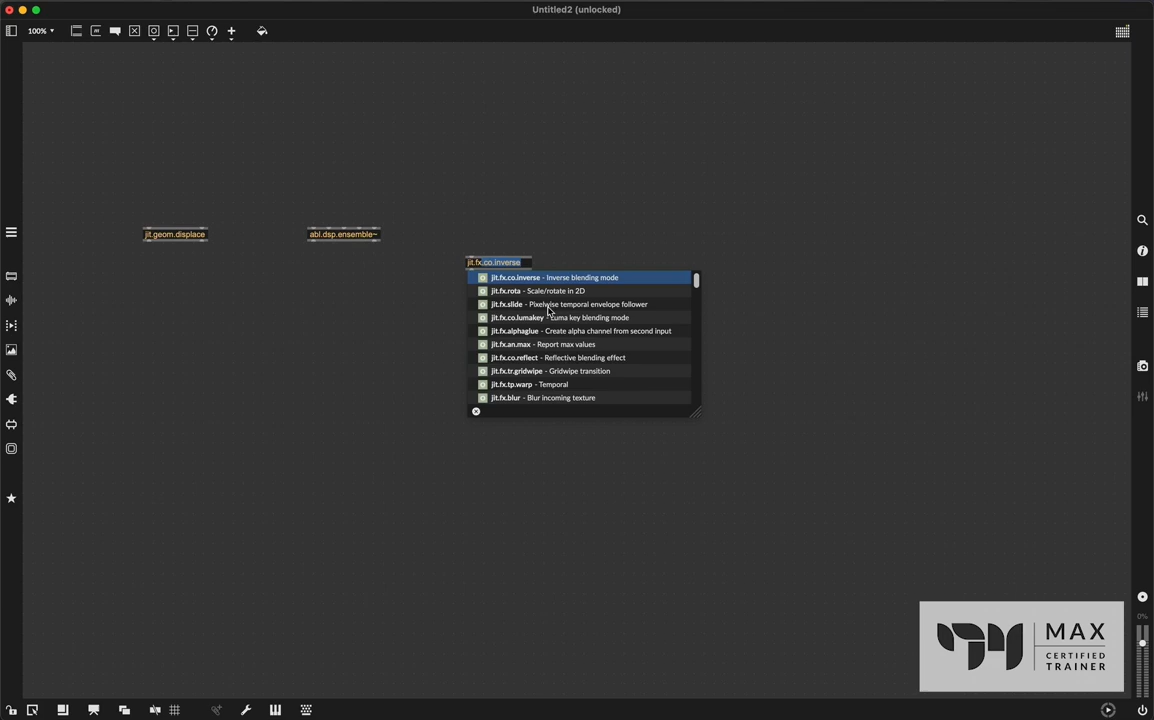 Untitled2 (unlocked)
100%
jit.geom.displace
abl.dsp.ensemble~
jit.fx.co.inverse
jit.fx.co.inverse - Inverse blending mode
jit.fx.rota - Scale/rotate in 2D
jit.fx.slide - Pixelwise temporal envelope follower
jit.fx.co.lumakey - Luma key blending mode
jit.fx.alphaglue - Create alpha channel from second input
jit.fx.an.max - Report max values
jit.fx.co.reflect - Reflective blending effect
jit.fx.tr.gridwipe - Gridwipe transition
jit.fx.tp.warp - Temporal
jit.fx.blur - Blur incoming texture
0%
MAX
CERTIFIED
TRAINER